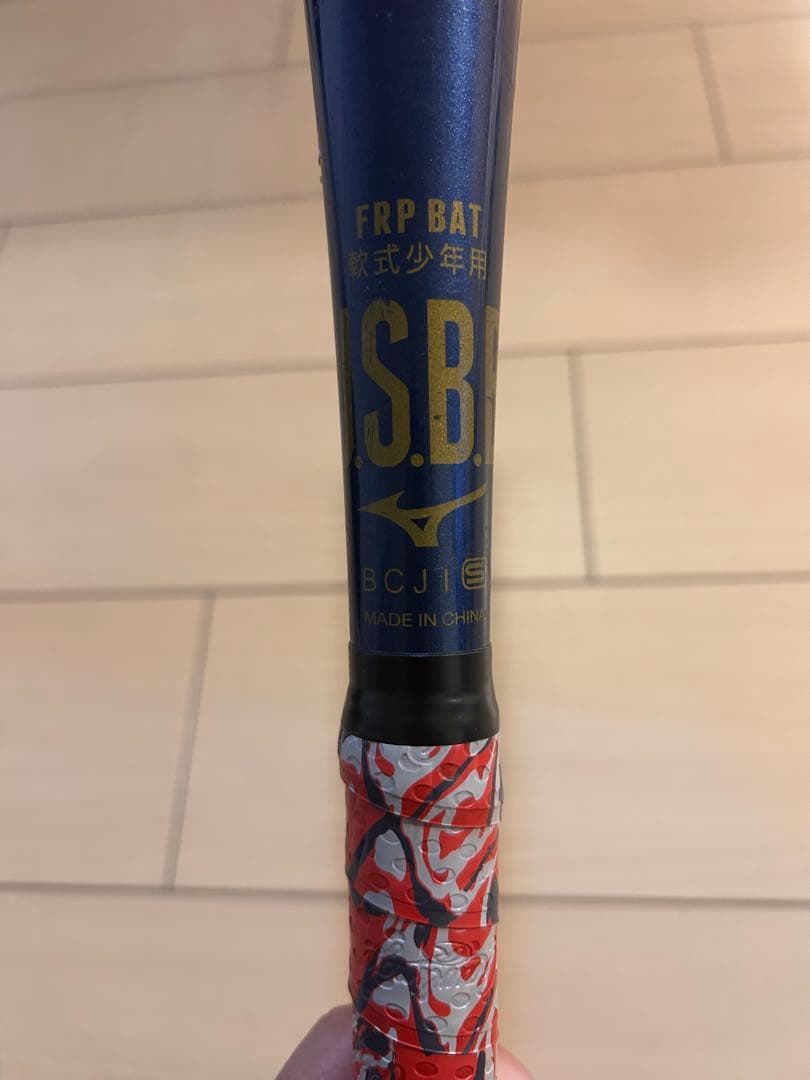 FRP BAT
軟式少年用
J.S.B.B
BCJ1 S
MADE IN CHINA